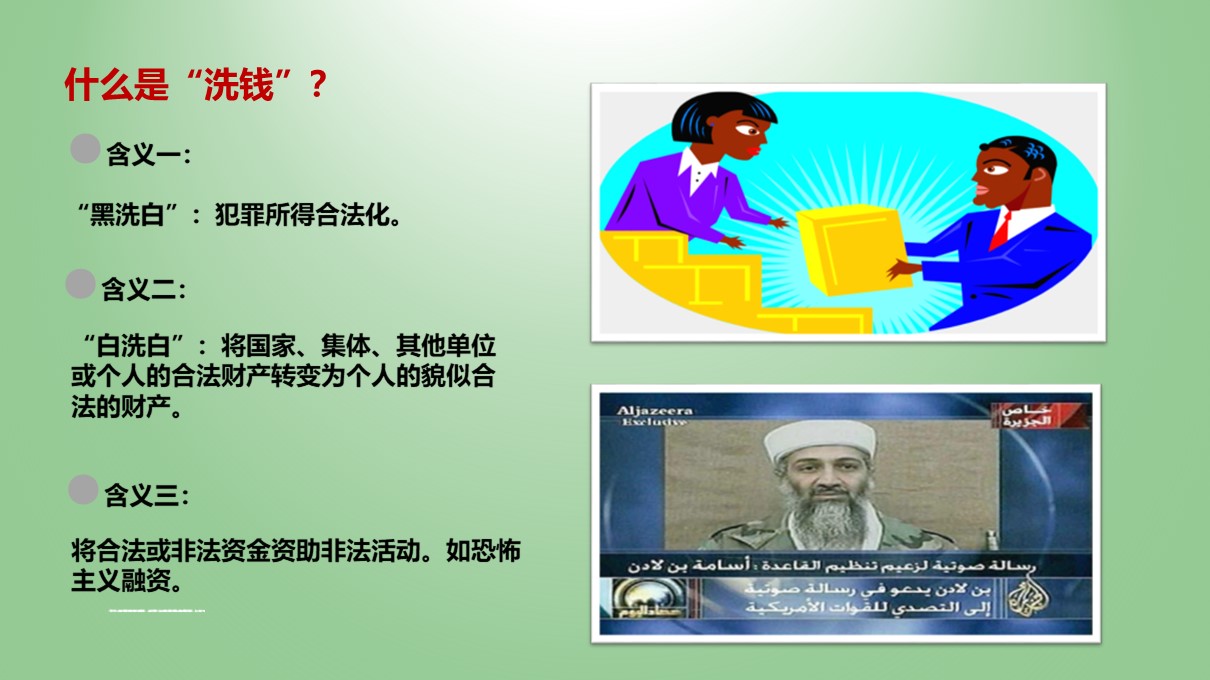 什么是“洗钱”?
含义一:
“黑洗白”: 犯罪所得合法化。
含义二:
“白洗白”: 将国家、集体、其他单位
或个人的合法财产转变为个人的貌似合
法的财产。
含义三:
将合法或非法资金资助非法活动。如恐怖
主义融资。
Aljazeera
Exclusive
خاص
الجزيرة
رسالة صوتية لزعيم تنظيم القاعدة : أسامة بن لادن
بن لادن يدعو في رسالة صوتية
إلى التصدي للقوات الأمريكية